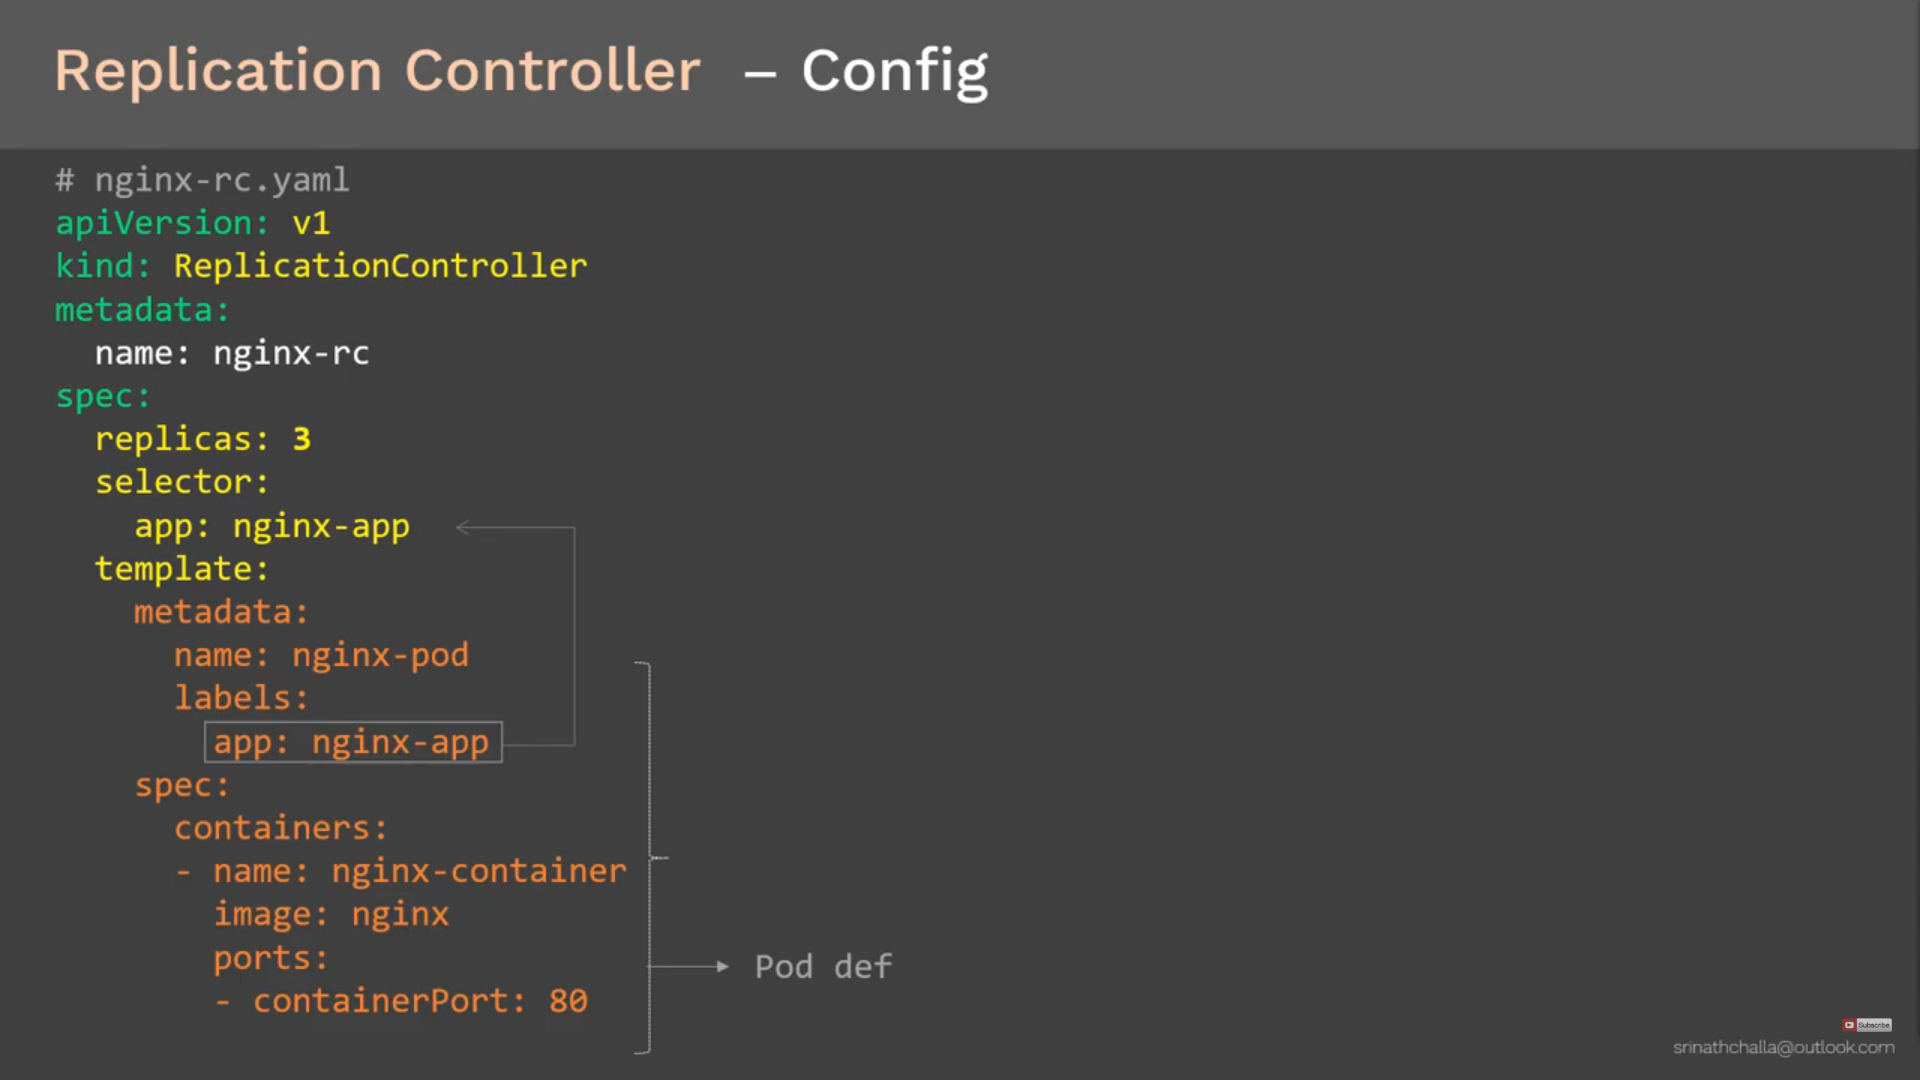 Replication Controller – Config
# nginx-rc.yaml
apiVersion: v1
kind: ReplicationController
metadata:
  name: nginx-rc
spec:
  replicas: 3
  selector:
    app: nginx-app
  template:
    metadata:
      name: nginx-pod
      labels:
        app: nginx-app
    spec:
      containers:
      - name: nginx-container
        image: nginx
        ports:
        - containerPort: 80
Pod def
Subscribe
srinathchalla@outlook.com